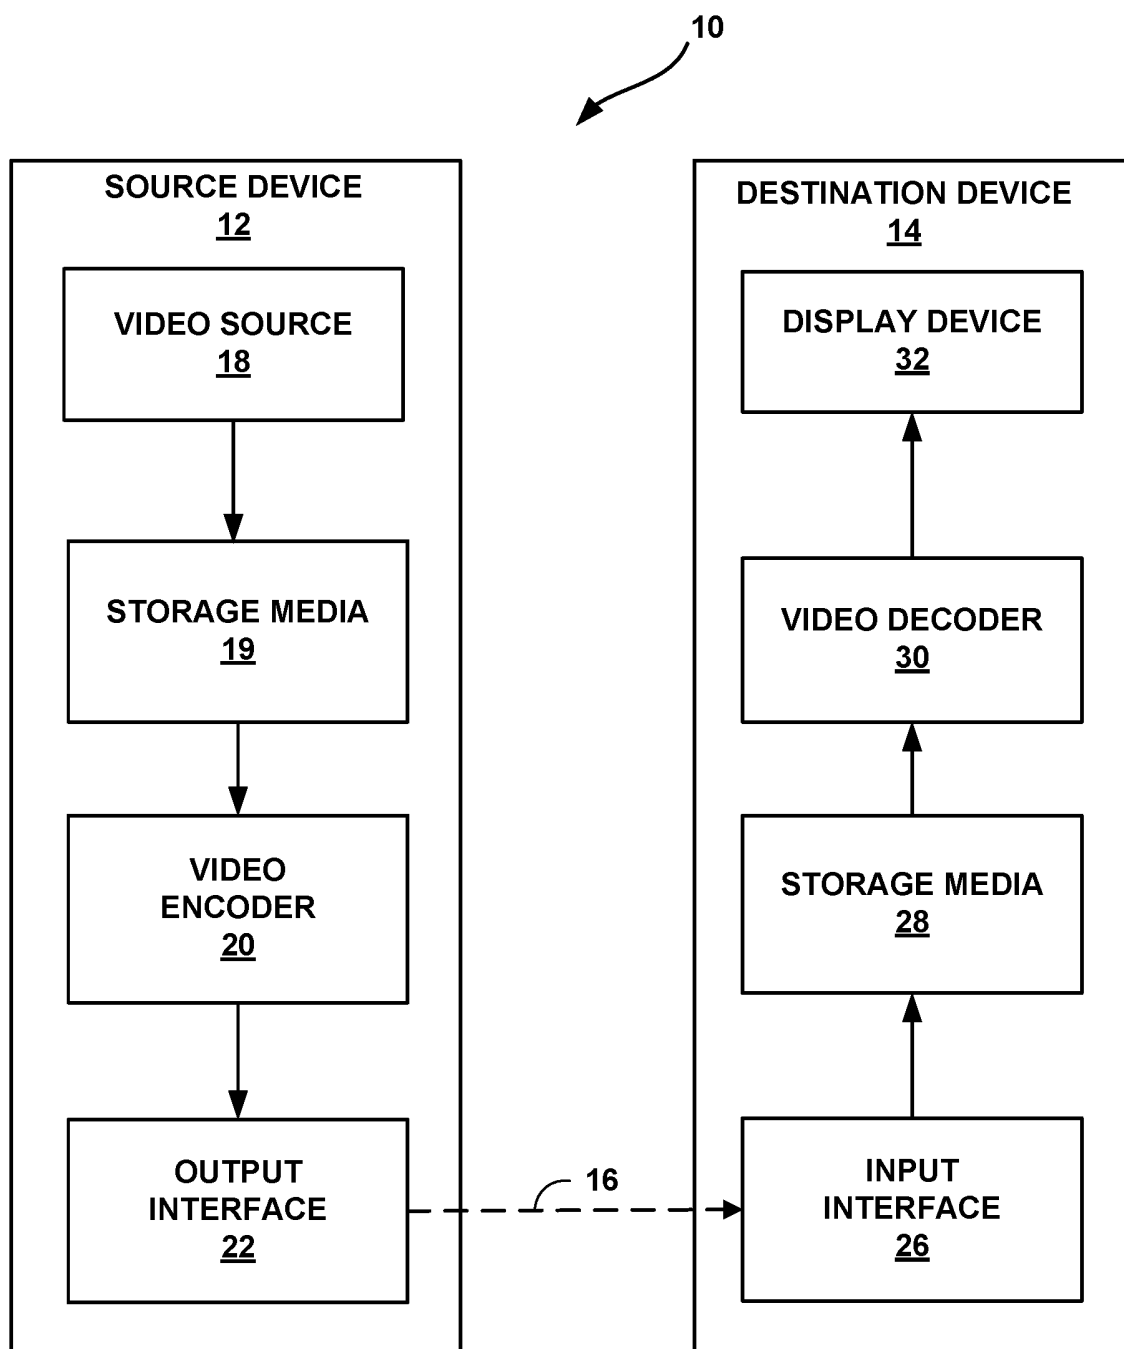 10
SOURCE DEVICE
12
VIDEO SOURCE
18
STORAGE MEDIA
19
VIDEO
ENCODER
20
OUTPUT
INTERFACE
22
16
DESTINATION DEVICE
14
DISPLAY DEVICE
32
VIDEO DECODER
30
STORAGE MEDIA
28
INPUT
INTERFACE
26